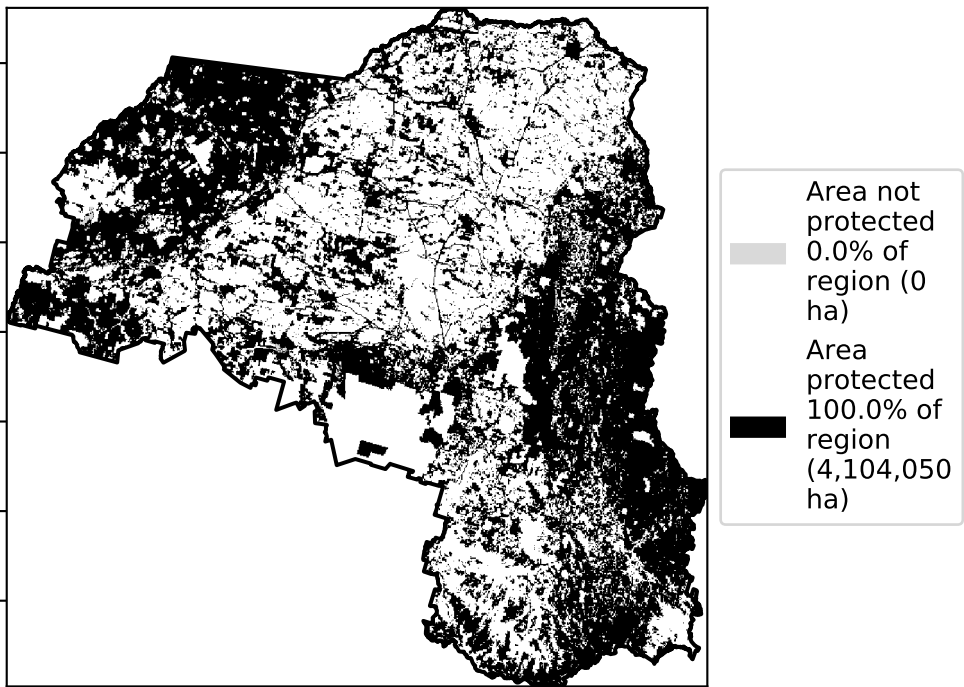 Area not
protected
0.0% of
region (0
ha)
Area
protected
100.0% of
region
(4,104,050
ha)